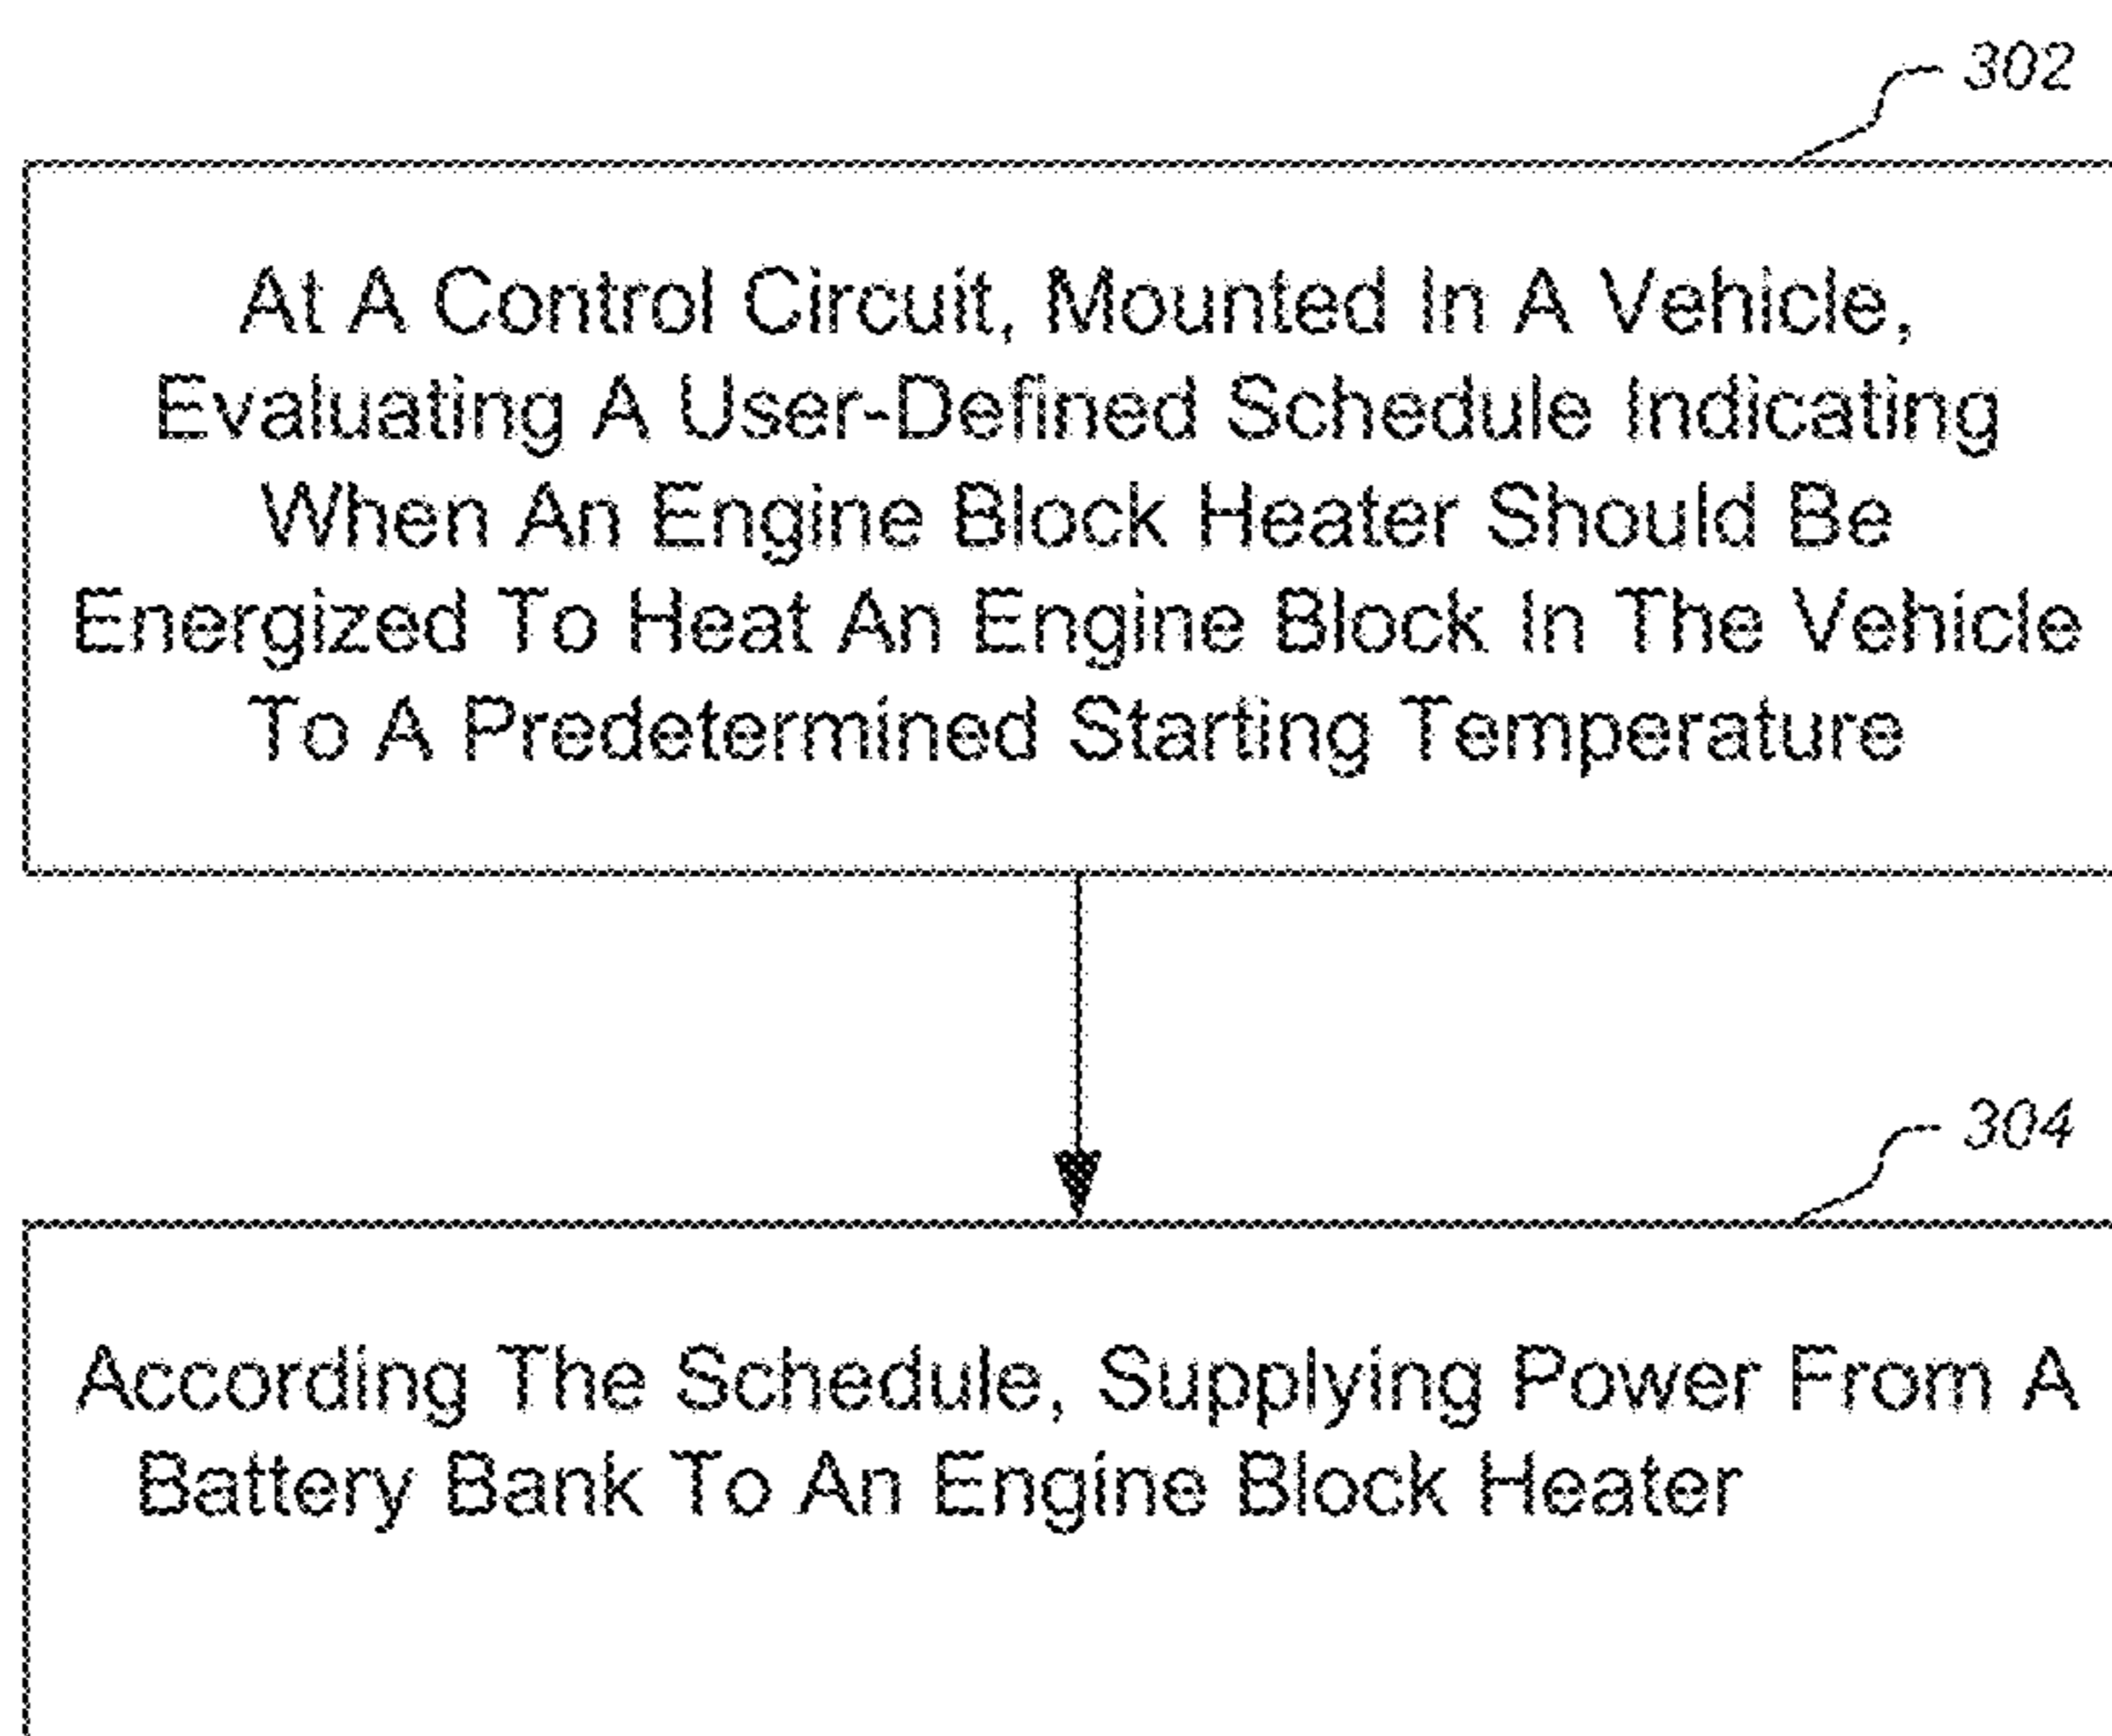 302
At A Control Circuit, Mounted In A Vehicle,
Evaluating A User-Defined Schedule Indicating
When An Engine Block Heater Should Be
Energized To Heat An Engine Block In The Vehicle
To A Predetermined Starting Temperature
304
According The Schedule, Supplying Power From A
Battery Bank To An Engine Block Heater